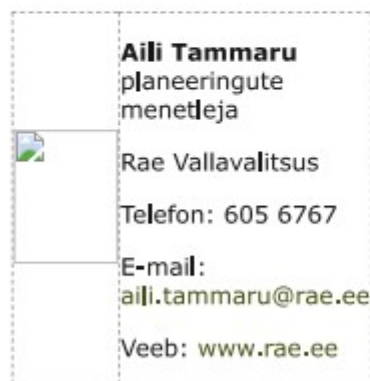 Aili Tammaru
planeeringute
menetleja
Rae Vallavalitsus
Telefon: 605 6767
E-mail:
aili.tammaru@rae.ee
Veeb: www.rae.ee